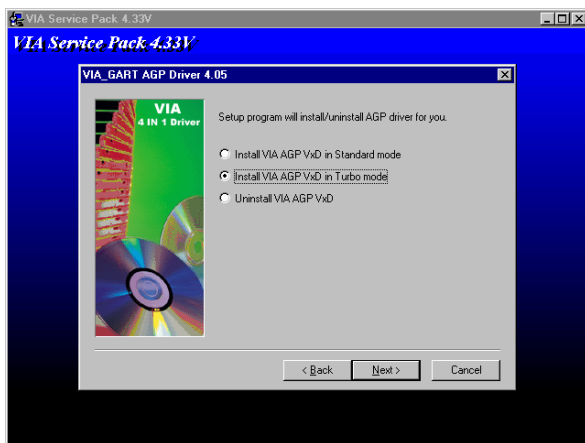 VIA Service Pack 4.33V
VIA Service Pack 4.33V
VIA_GART AGP Driver 4.05
VIA
4 IN 1 Driver
Setup program will install/uninstall AGP driver for you.
Install VIA AGP VxD in Standard mode
Install VIA AGP VxD in Turbo mode
Uninstall VIA AGP VxD
< Back
Next >
Cancel